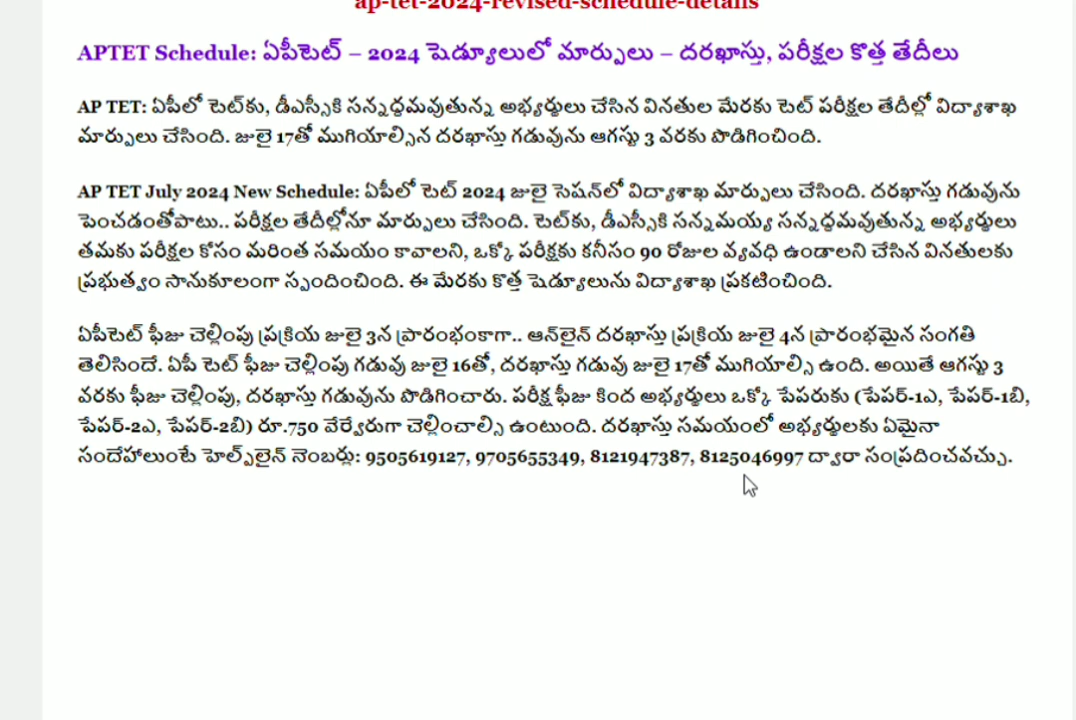 ap-tet-2024-revised-schedule-details
APTET Schedule: ఏపీటెట్ – 2024 షెడ్యూలులో మార్పులు – దరఖాస్తు, పరీక్షల కొత్త తేదీలు
AP TET: ఏపీలో టెట్‌కు, డీఎస్సీకి సన్నద్ధమవుతున్న అభ్యర్థులు చేసిన వినతుల మేరకు టెట్ పరీక్షల తేదీల్లో విద్యాశాఖ
మార్పులు చేసింది. జులై 17తో ముగియాల్సిన దరఖాస్తు గడువును ఆగస్టు 3 వరకు పొడిగించింది.
AP TET July 2024 New Schedule: ఏపీలో టెట్ 2024 జులై సెషన్‌లో విద్యాశాఖ మార్పులు చేసింది. దరఖాస్తు గడువును
పెంచడంతోపాటు.. పరీక్షల తేదీల్లోనూ మార్పులు చేసింది. టెట్‌కు, డీఎస్సీకి సన్నమయ్య సన్నద్ధమవుతున్న అభ్యర్థులు
తమకు పరీక్షల కోసం మరింత సమయం కావాలని, ఒక్కో పరీక్షకు కనీసం 90 రోజుల వ్యవధి ఉండాలని చేసిన వినతులకు
ప్రభుత్వం సానుకూలంగా స్పందించింది. ఈ మేరకు కొత్త షెడ్యూలును విద్యాశాఖ ప్రకటించింది.
ఏపీటెట్ ఫీజు చెల్లింపు ప్రక్రియ జులై 3న ప్రారంభంకాగా.. ఆన్‌లైన్ దరఖాస్తు ప్రక్రియ జులై 4న ప్రారంభమైన సంగతి
తెలిసిందే. ఏపీ టెట్ ఫీజు చెల్లింపు గడువు జులై 16తో, దరఖాస్తు గడువు జులై 17తో ముగియాల్సి ఉంది. అయితే ఆగస్టు 3
వరకు ఫీజు చెల్లింపు, దరఖాస్తు గడువును పొడిగించారు. పరీక్ష ఫీజు కింద అభ్యర్థులు ఒక్కో పేపరుకు (పేపర్-1ఎ, పేపర్-1బి,
పేపర్-2ఎ, పేపర్-2బి) రూ.750 వేర్వేరుగా చెల్లించాల్సి ఉంటుంది. దరఖాస్తు సమయంలో అభ్యర్థులకు ఏమైనా
సందేహాలుంటే హెల్ప్‌లైన్ నెంబర్లు: 9505619127, 9705655349, 8121947387, 8125046997 ద్వారా సంప్రదించవచ్చు.